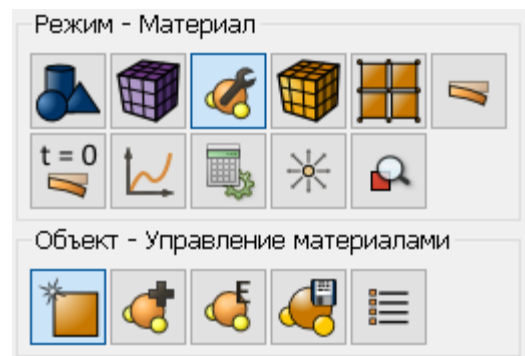 Режим - Материал
t = 0
Объект - Управление материалами
E